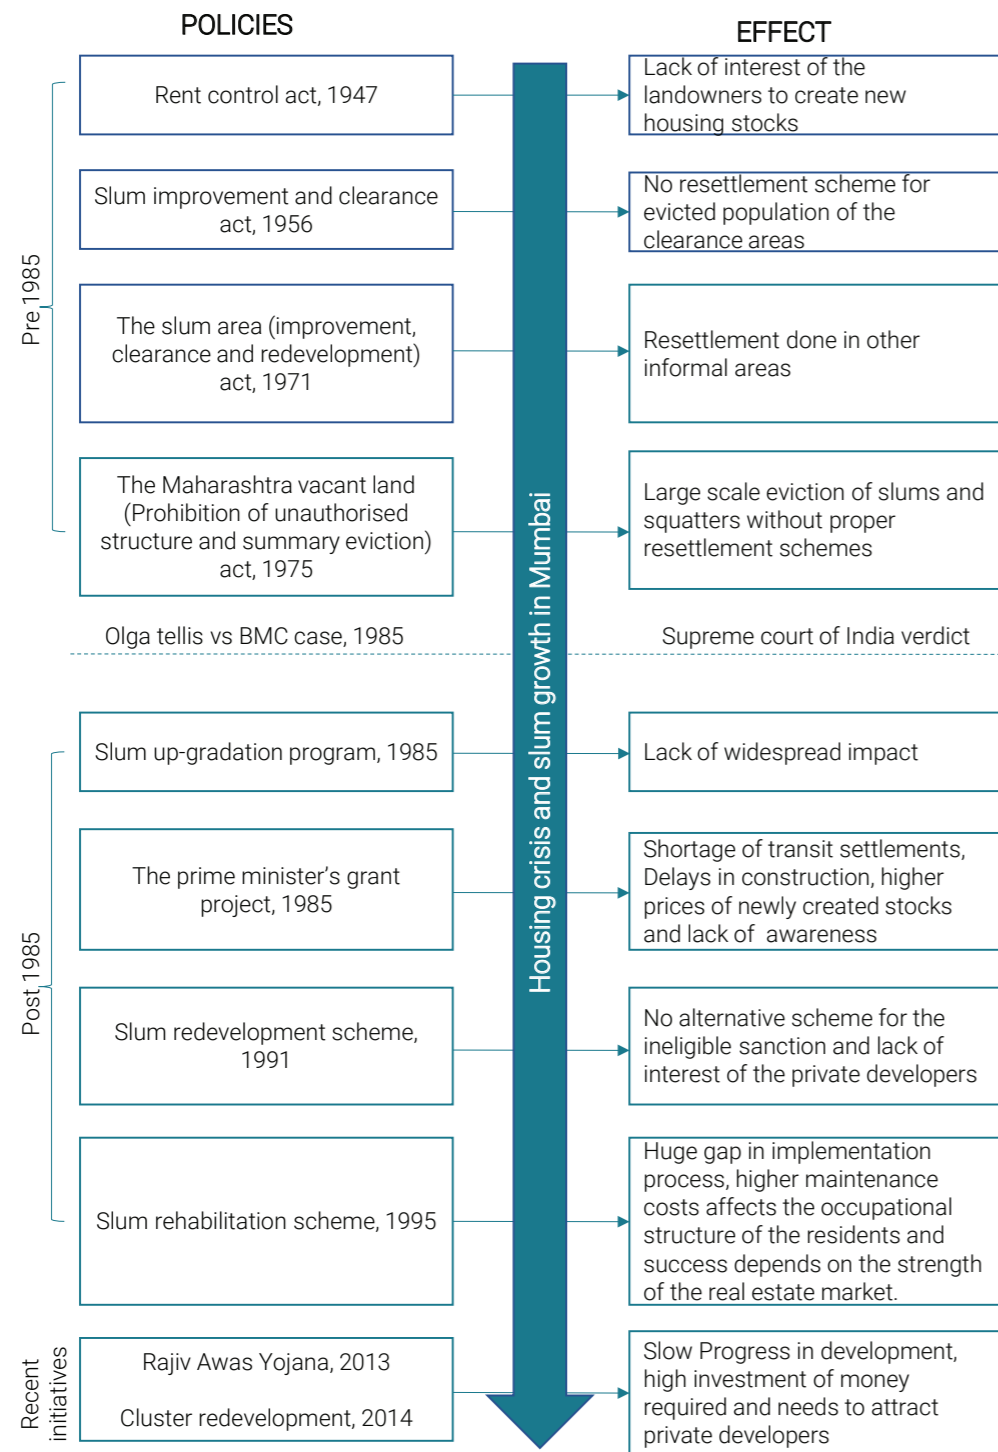 POLICIES
EFFECT
Rent control act, 1947
Lack of interest of the
landowners to create new
housing stocks
Slum improvement and clearance
act, 1956
No resettlement scheme for
evicted population of the
clearance areas
Pre 1985
The slum area (improvement,
clearance and redevelopment)
act, 1971
Resettlement done in other
informal areas
The Maharashtra vacant land
(Prohibition of unauthorised
structure and summary eviction)
act, 1975
Large scale eviction of slums and
squatters without proper
resettlement schemes
Olga tellis vs BMC case, 1985
Supreme court of India verdict
Housing crisis and slum growth in Mumbai
Slum up-gradation program, 1985
Lack of widespread impact
The prime minister’s grant
project, 1985
Shortage of transit settlements,
Delays in construction, higher
prices of newly created stocks
and lack of awareness
Post 1985
Slum redevelopment scheme,
1991
No alternative scheme for the
ineligible sanction and lack of
interest of the private developers
Slum rehabilitation scheme, 1995
Huge gap in implementation
process, higher maintenance
costs affects the occupational
structure of the residents and
success depends on the strength
of the real estate market.
Recent
initiatives
Rajiv Awas Yojana, 2013
Cluster redevelopment, 2014
Slow Progress in development,
high investment of money
required and needs to attract
private developers